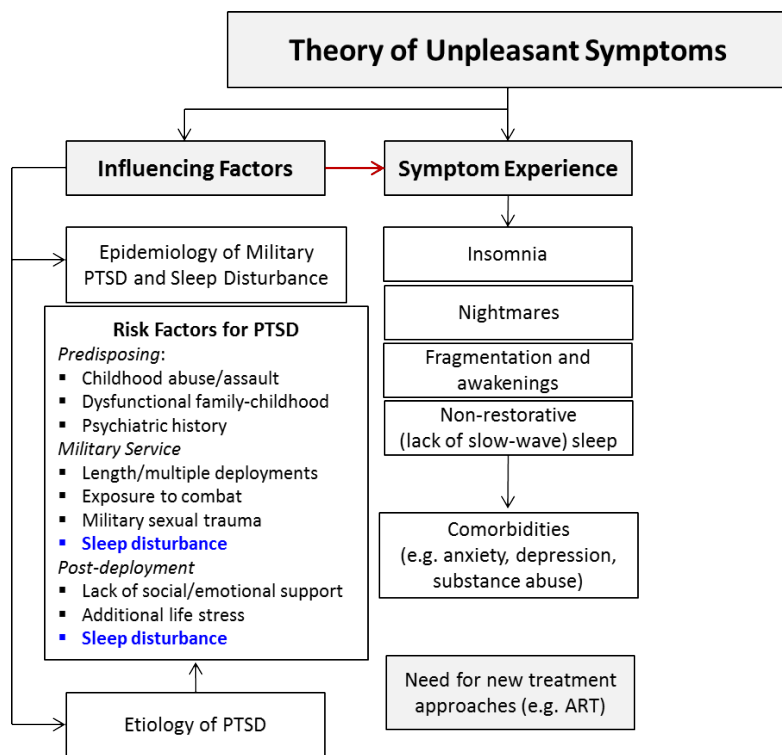 Theory of Unpleasant Symptoms
Influencing Factors
Symptom Experience
Epidemiology of Military
PTSD and Sleep Disturbance
Risk Factors for PTSD
Predisposing:
▪ Childhood abuse/assault
▪ Dysfunctional family-childhood
▪ Psychiatric history
Military Service
▪ Length/multiple deployments
▪ Exposure to combat
▪ Military sexual trauma
▪ Sleep disturbance
Post-deployment
▪ Lack of social/emotional support
▪ Additional life stress
▪ Sleep disturbance
Etiology of PTSD
Insomnia
Nightmares
Fragmentation and
awakenings
Non-restorative
(lack of slow-wave) sleep
Comorbidities
(e.g. anxiety, depression,
substance abuse)
Need for new treatment
approaches (e.g. ART)